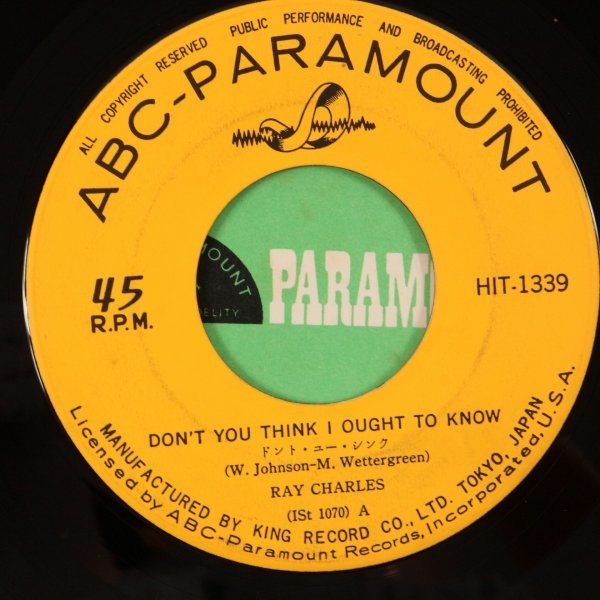 ALL COPYRIGHT RESERVED PUBLIC PERFORMANCE AND BROADCASTING PROHIBITED
ABC-PARAMOUNT
45
R.P.M.
HIT-1339
PARAM
MOUNT
ELITY
DON'T YOU THINK I OUGHT TO KNOW
ドント・ユー・シンク
(W. Johnson-M. Wettergreen)
RAY CHARLES
(ISt 1070) A
MANUFACTURED BY KING RECORD CO., LTD. TOKYO, JAPAN
Licensed by ABC-Paramount Records, Incorporated, U.S.A.